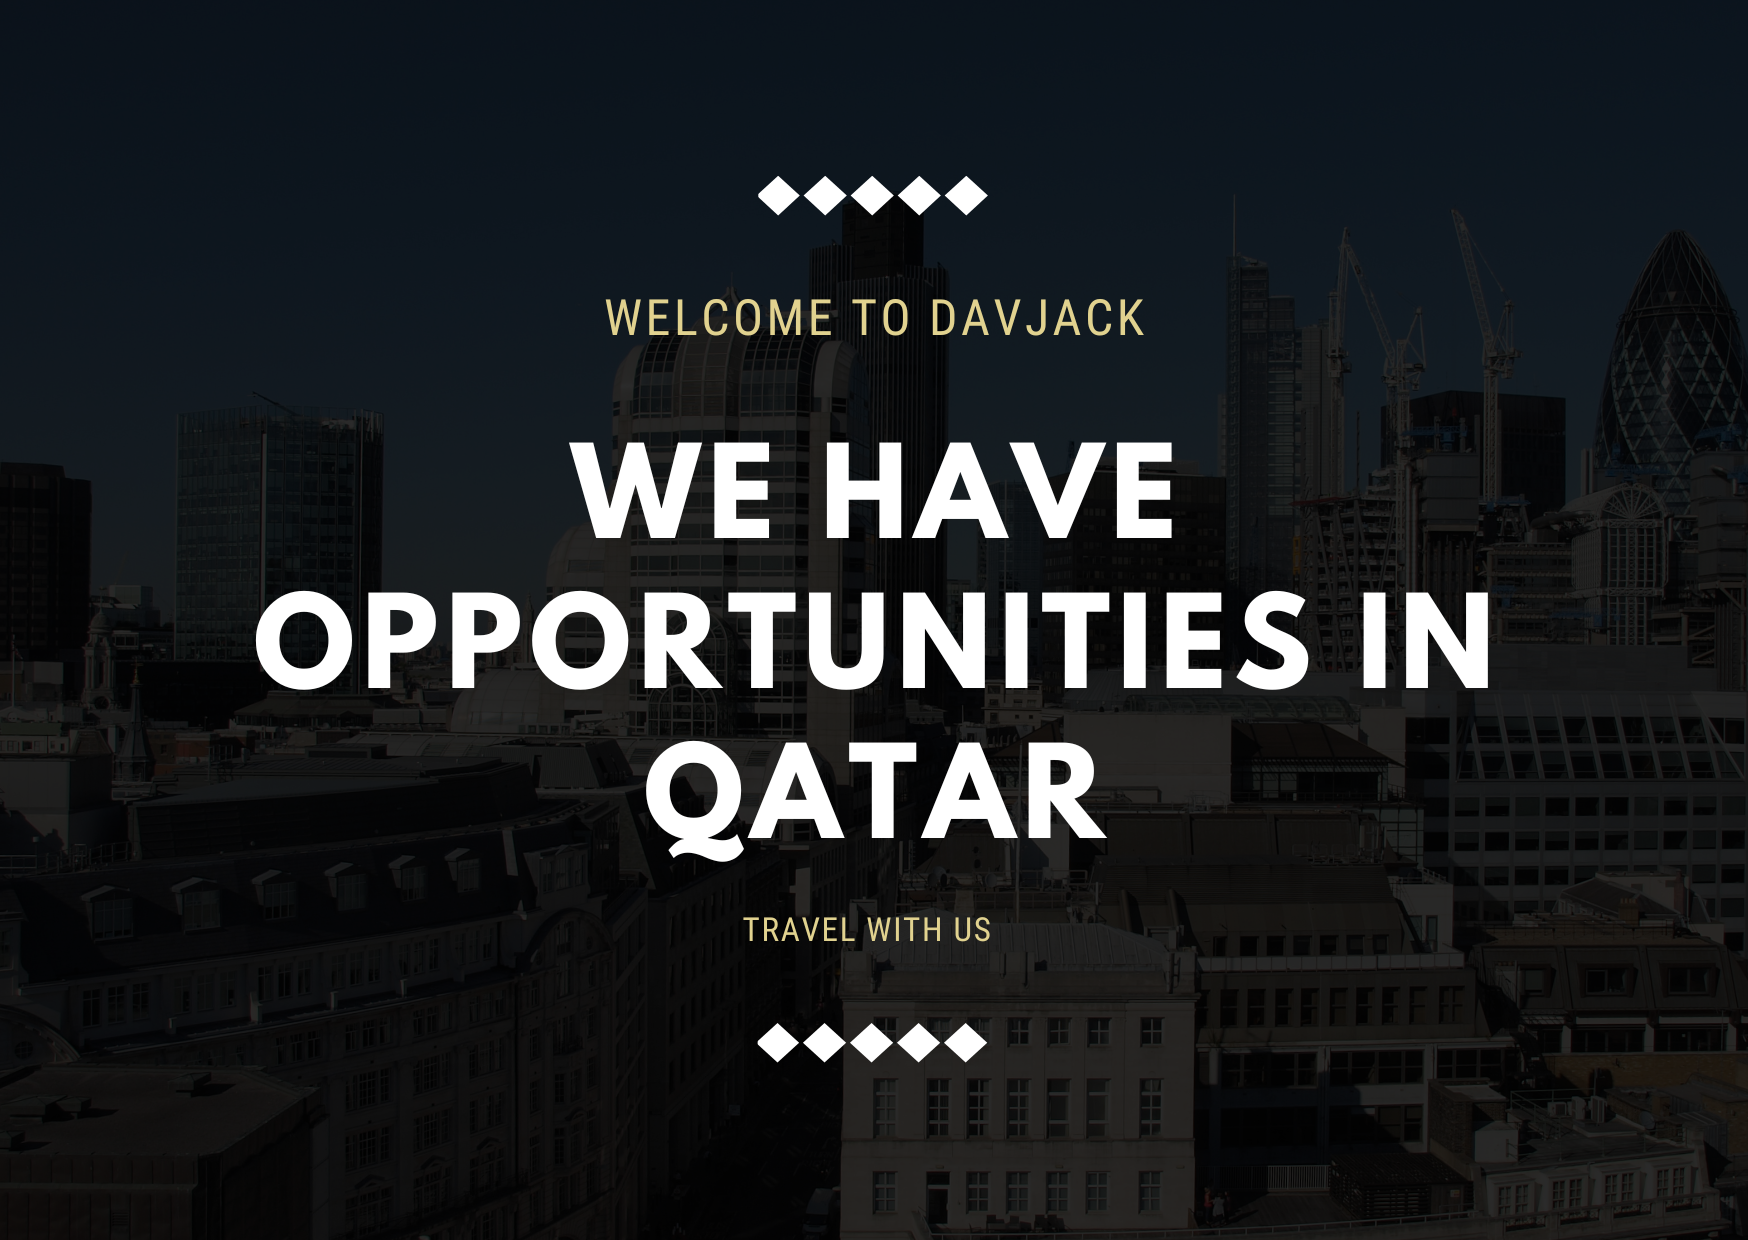 WELCOME TO DAVJACK
WE HAVE
OPPORTUNITIES IN
QATAR
TRAVEL WITH US